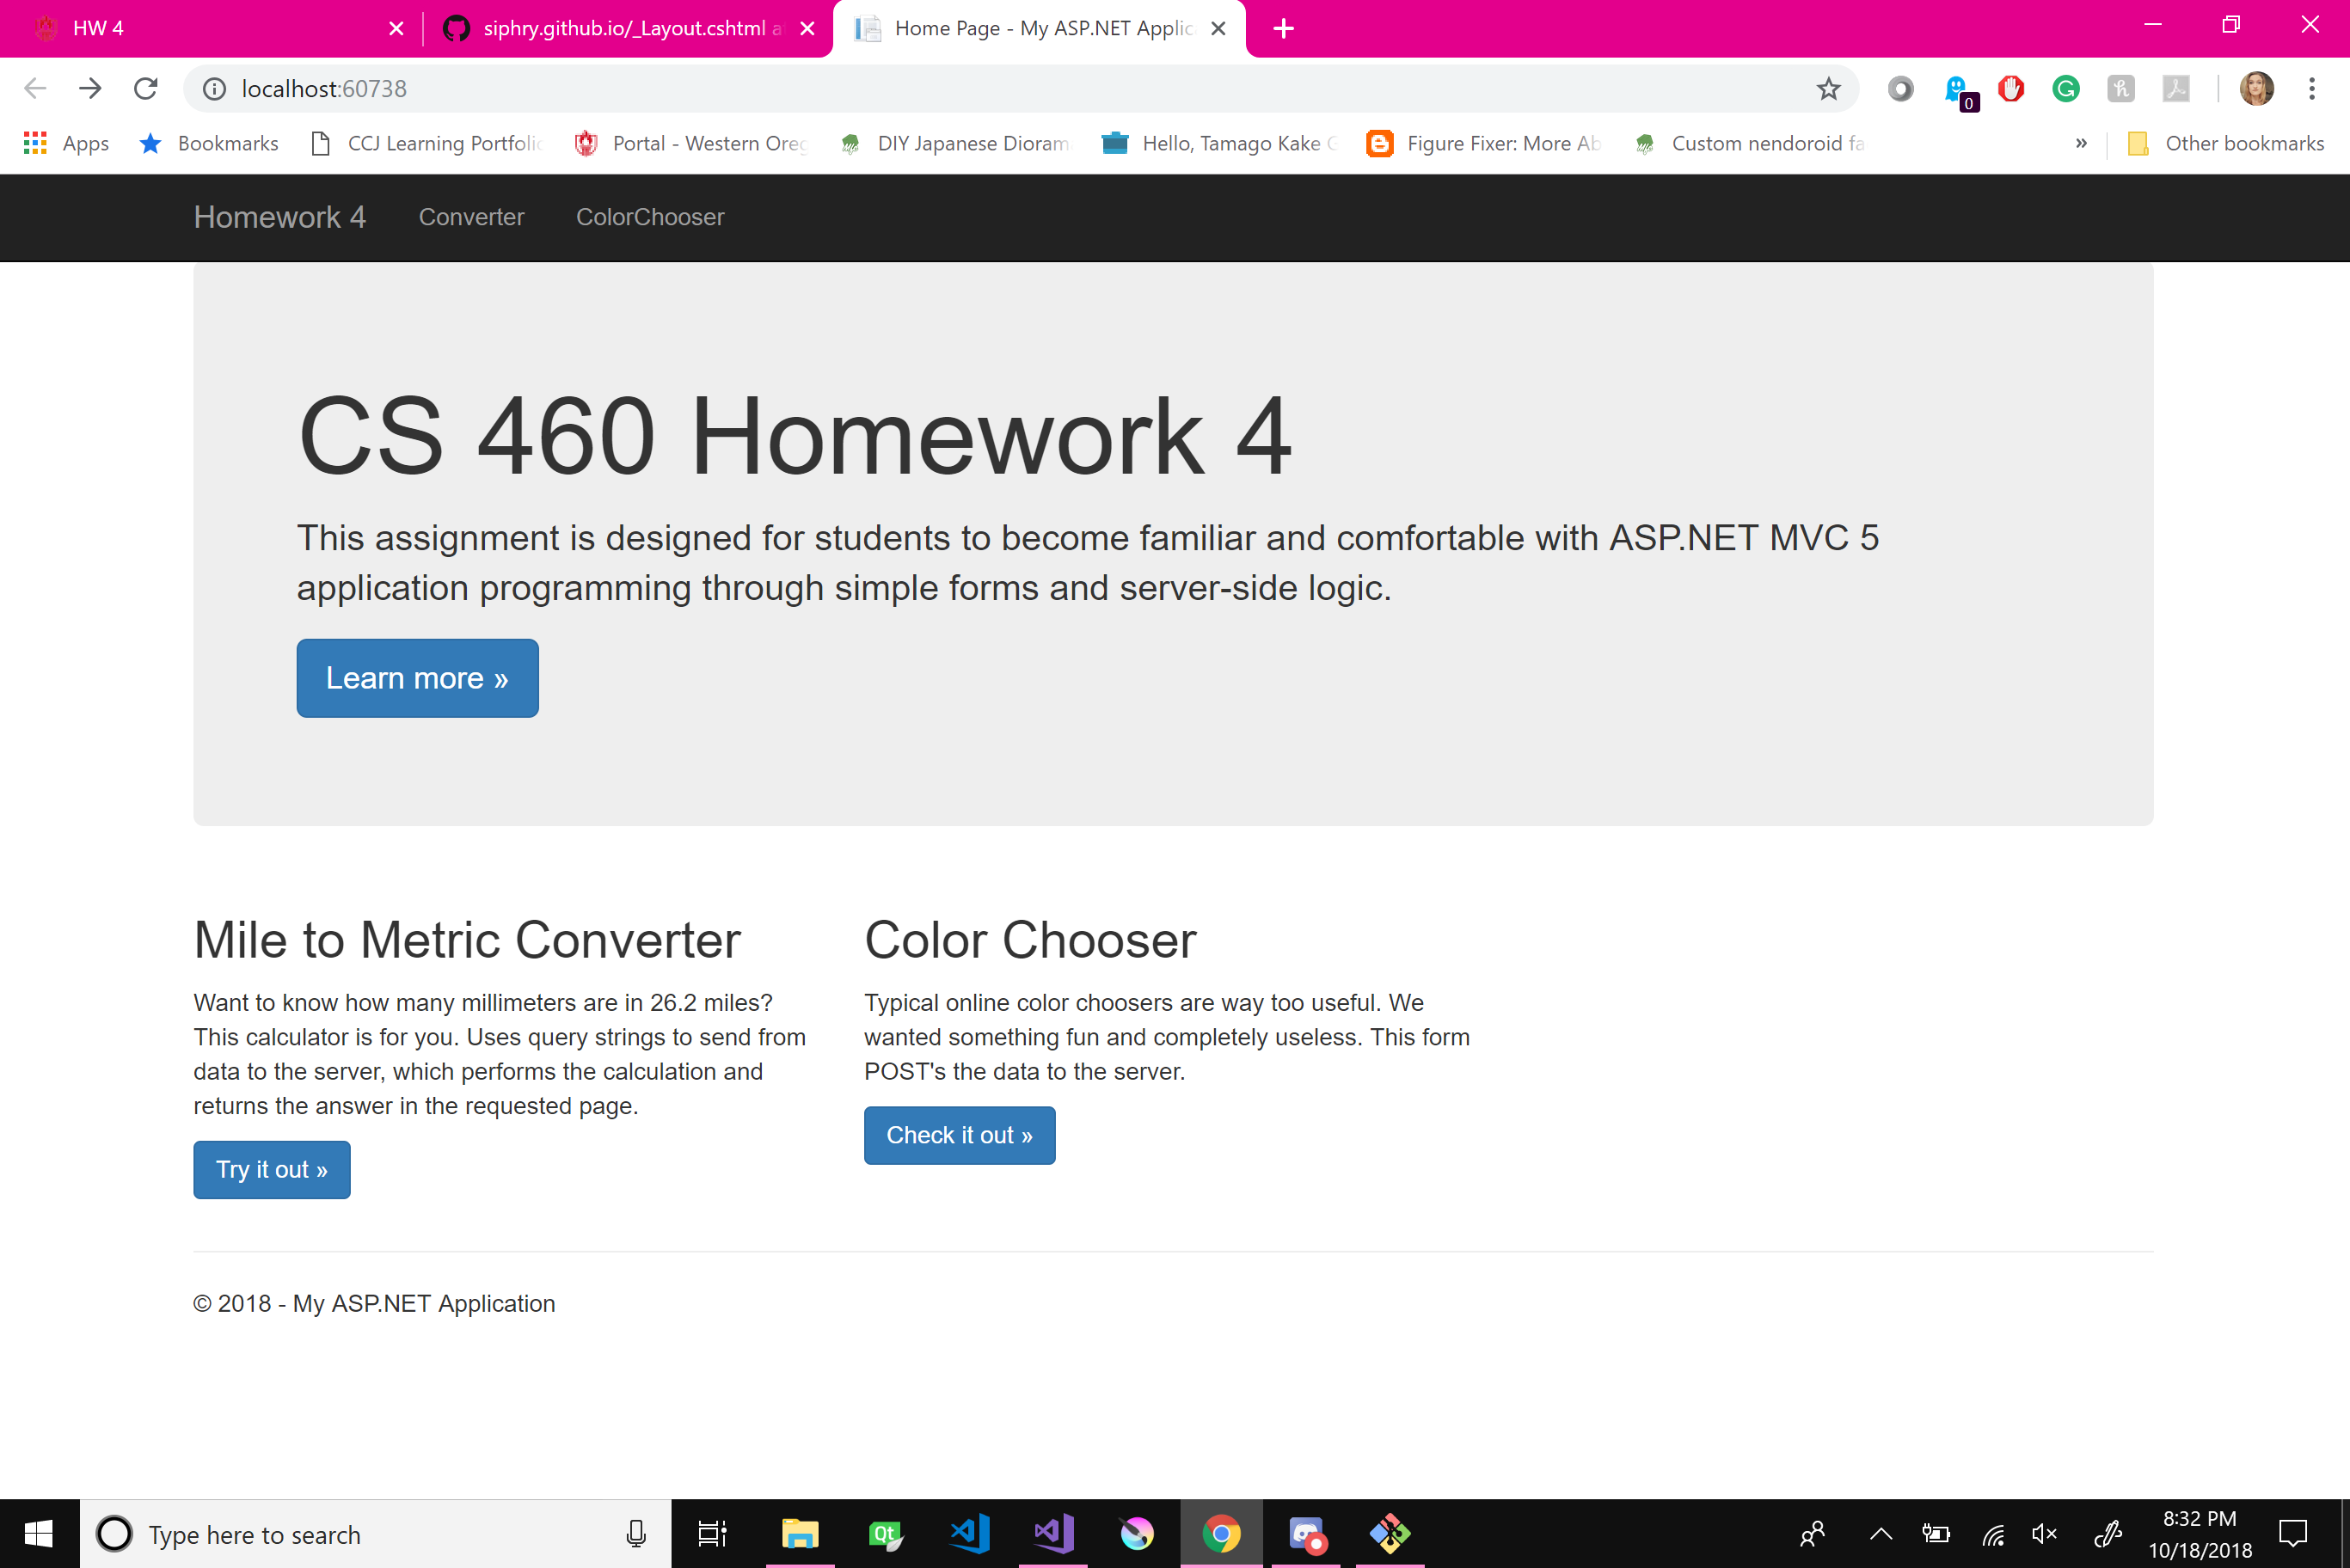 HW 4
siphry.github.io/_Layout.cshtml
Home Page - My ASP.NET Applic
localhost:60738
0
Apps
Bookmarks
CCJ Learning Portfolic
Portal - Western Oreg
DIY Japanese Dioram
Hello, Tamago Kake
Figure Fixer: More Ab
Custom nendoroid fa
»
Other bookmarks
Homework 4
Converter
ColorChooser
CS 460 Homework 4
This assignment is designed for students to become familiar and comfortable with ASP.NET MVC 5
application programming through simple forms and server-side logic.
Learn more »
Mile to Metric Converter
Want to know how many millimeters are in 26.2 miles?
This calculator is for you. Uses query strings to send from
data to the server, which performs the calculation and
returns the answer in the requested page.
Try it out »
Color Chooser
Typical online color choosers are way too useful. We
wanted something fun and completely useless. This form
POST's the data to the server.
Check it out »
© 2018 - My ASP.NET Application
Type here to search
Qt
8:32 PM
10/18/2018